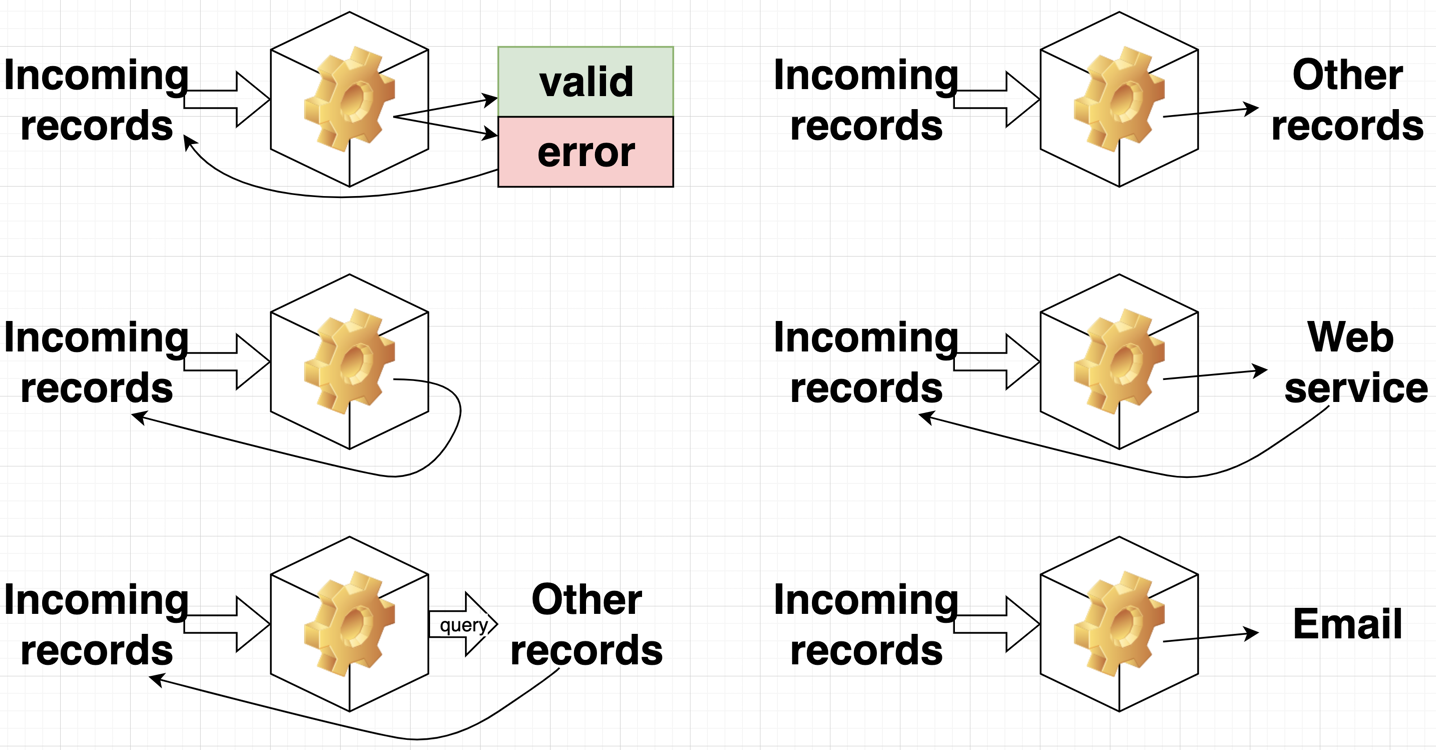 Incoming
records
valid
error
Incoming
records
Other
records
Incoming
records
Incoming
records
Web
service
Incoming
records
query
Other
records
Incoming
records
Email